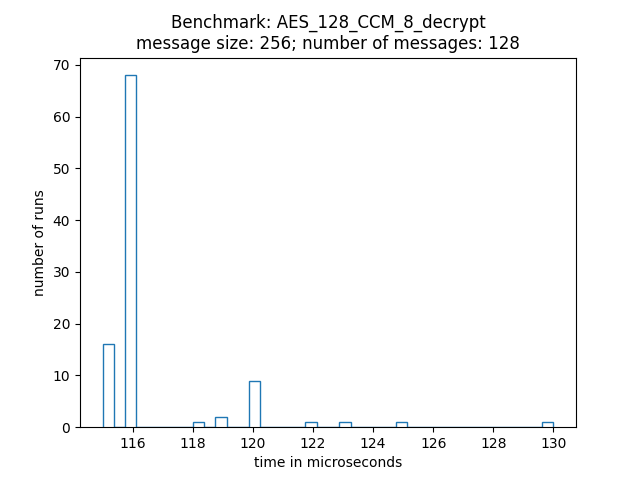 Benchmark: AES_128_CCM_8_decrypt
message size: 256; number of messages: 128
70
60
50
40
30
20
10
0
number of runs
116 118 120 122 124 126 128 130
time in microseconds